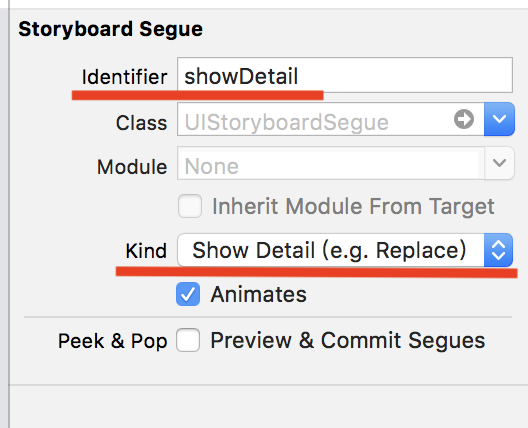 Storyboard Segue
Identifier showDetail
Class UIStoryboardSegue
Module None
Inherit Module From Target
Kind Show Detail (e.g. Replace)
Animates
Peek & Pop Preview & Commit Segues